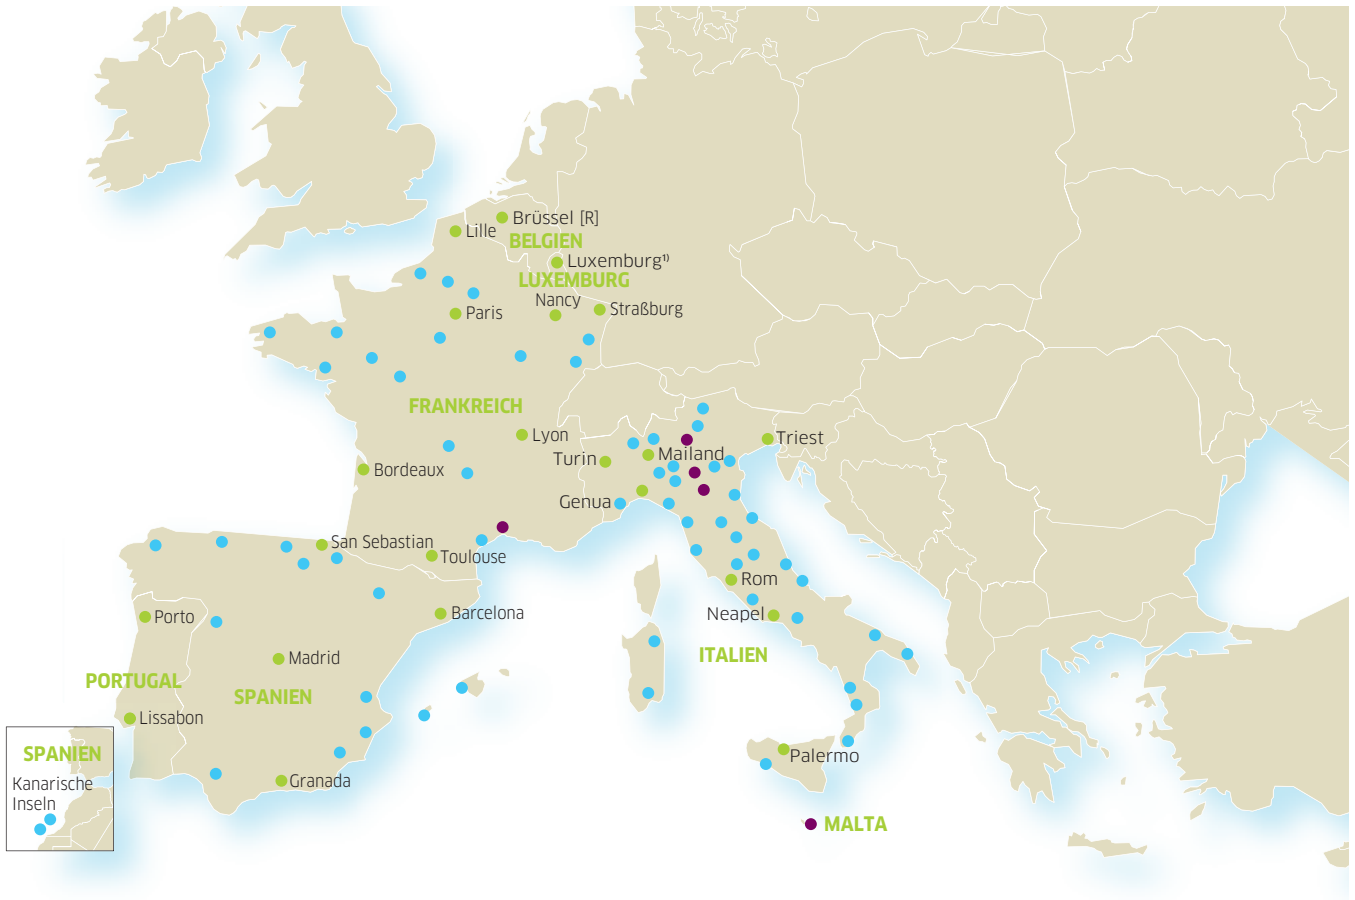 Brüssel [R]
Lille
BELGIEN
Luxemburg¹⁾
LUXEMBURG
Nancy
Straßburg
Paris
FRANKREICH
Lyon
Triest
Mailand
Turin
Bordeaux
Genua
San Sebastian
Toulouse
Rom
Barcelona
Neapel
Porto
ITALIEN
Madrid
PORTUGAL
SPANIEN
Lissabon
SPANIEN
Palermo
Kanarische
Inseln
Granada
MALTA